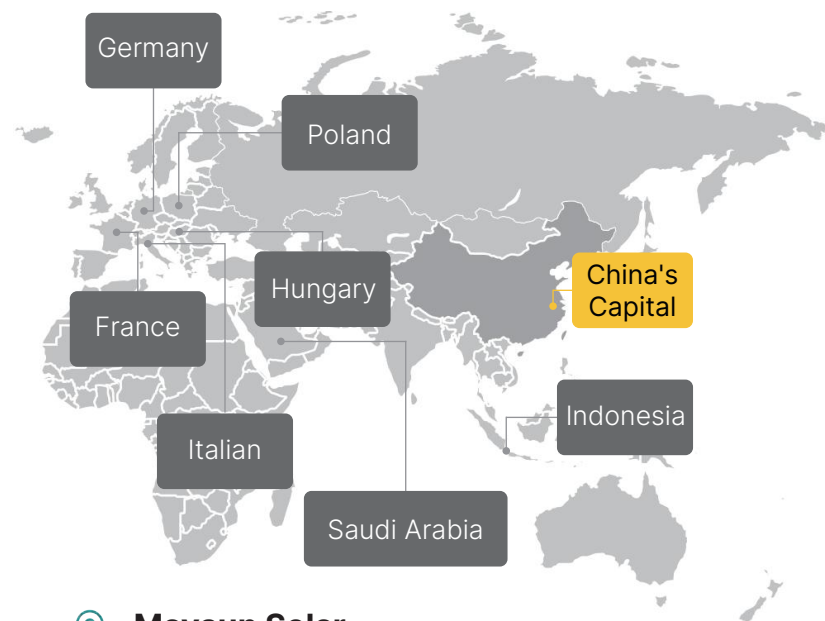 Germany
Poland
China's
Capital
Hungary
France
Indonesia
Italian
Saudi Arabia